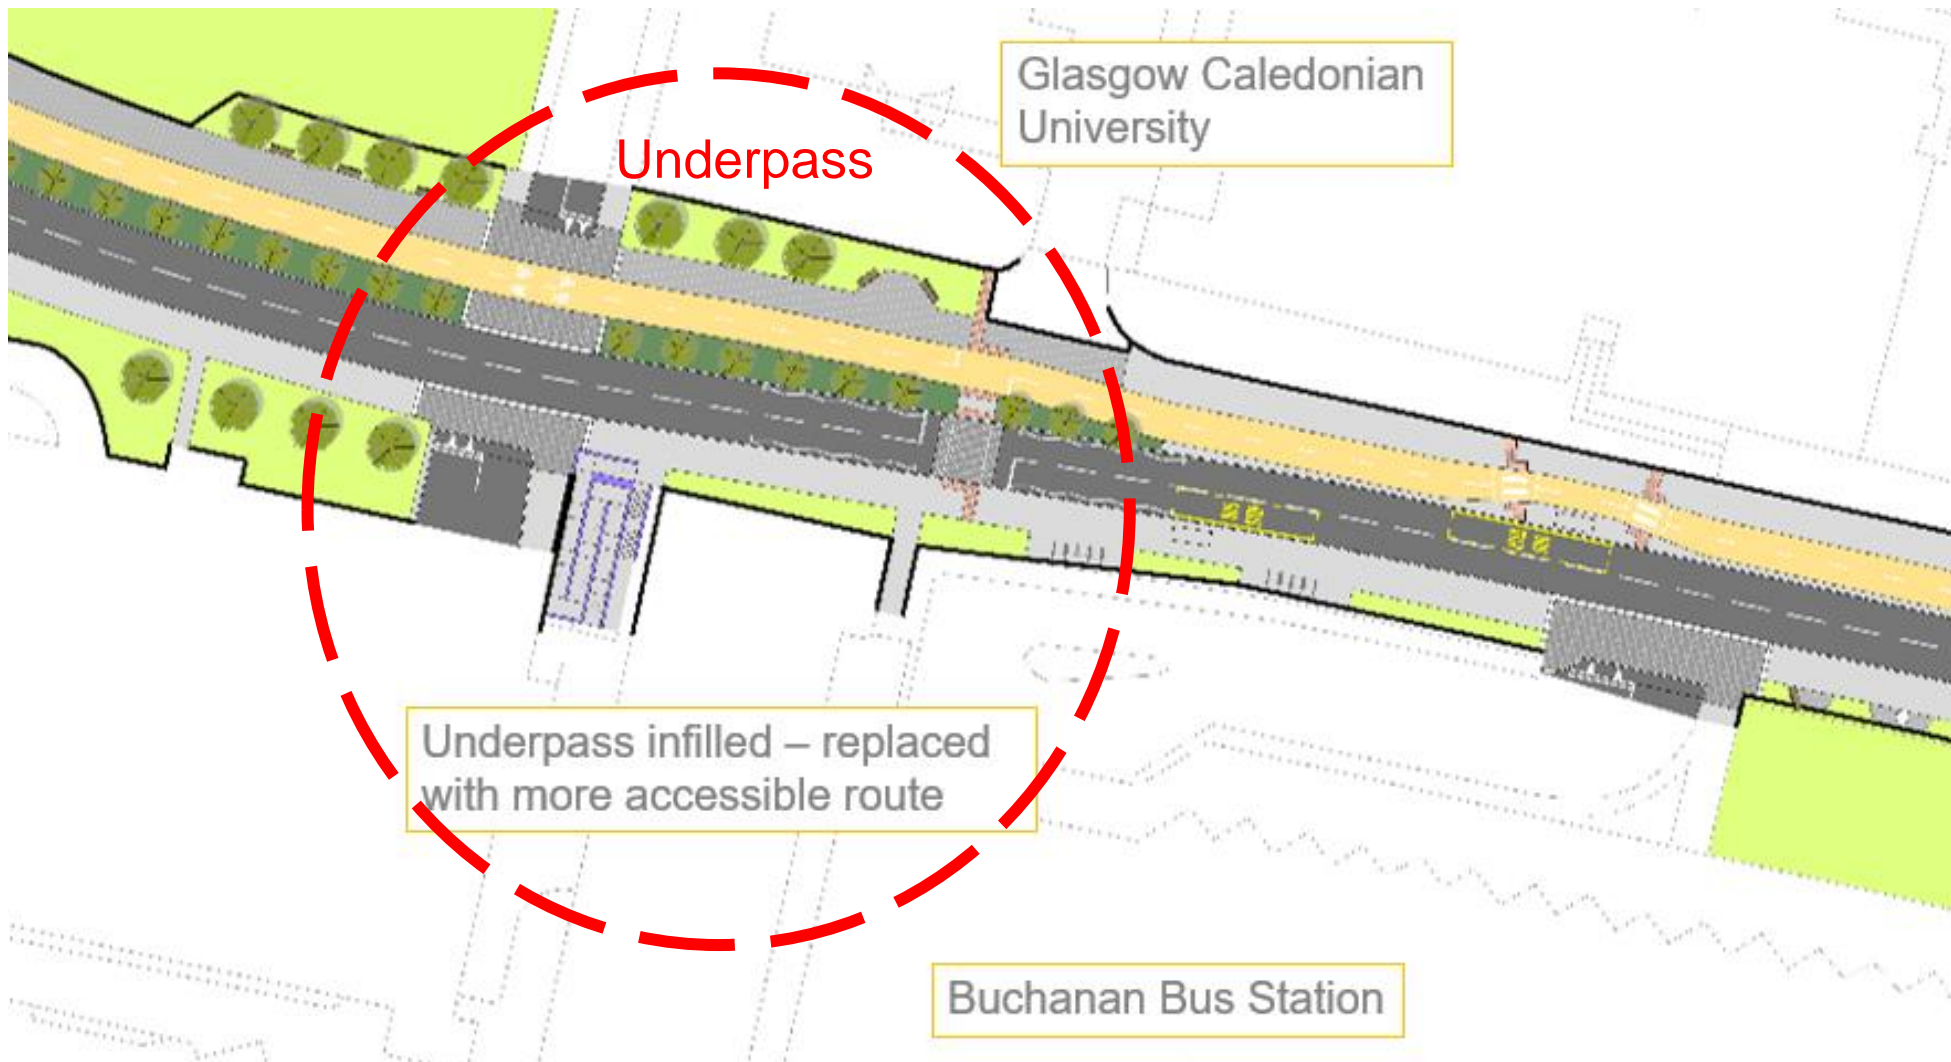 Glasgow Caledonian
University
Underpass
Underpass infilled – replaced
with more accessible route
Buchanan Bus Station